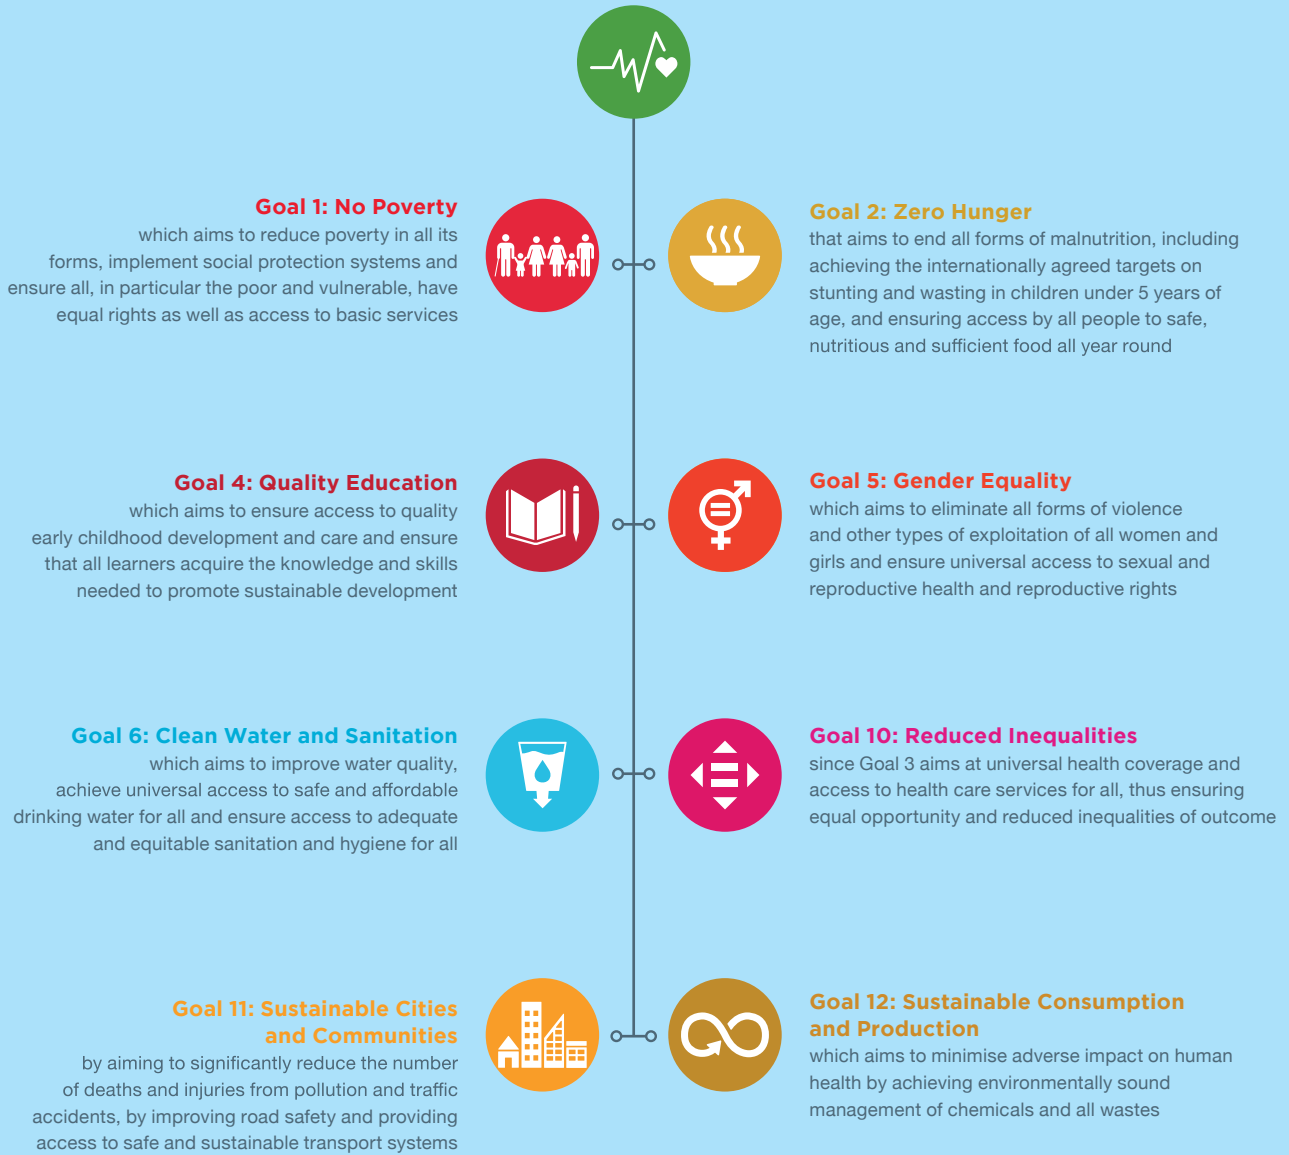 Goal 1: No Poverty
which aims to reduce poverty in all its
forms, implement social protection systems and
ensure all, in particular the poor and vulnerable, have
equal rights as well as access to basic services
Goal 2: Zero Hunger
that aims to end all forms of malnutrition, including
achieving the internationally agreed targets on
stunting and wasting in children under 5 years of
age, and ensuring access by all people to safe,
nutritious and sufficient food all year round
Goal 4: Quality Education
which aims to ensure access to quality
early childhood development and care and ensure
that all learners acquire the knowledge and skills
needed to promote sustainable development
Goal 5: Gender Equality
which aims to eliminate all forms of violence
and other types of exploitation of all women and
girls and ensure universal access to sexual and
reproductive health and reproductive rights
Goal 6: Clean Water and Sanitation
which aims to improve water quality,
achieve universal access to safe and affordable
drinking water for all and ensure access to adequate
and equitable sanitation and hygiene for all
Goal 10: Reduced Inequalities
since Goal 3 aims at universal health coverage and
access to health care services for all, thus ensuring
equal opportunity and reduced inequalities of outcome
Goal 11: Sustainable Cities
and Communities
by aiming to significantly reduce the number
of deaths and injuries from pollution and traffic
accidents, by improving road safety and providing
access to safe and sustainable transport systems
Goal 12: Sustainable Consumption
and Production
which aims to minimise adverse impact on human
health by achieving environmentally sound
management of chemicals and all wastes